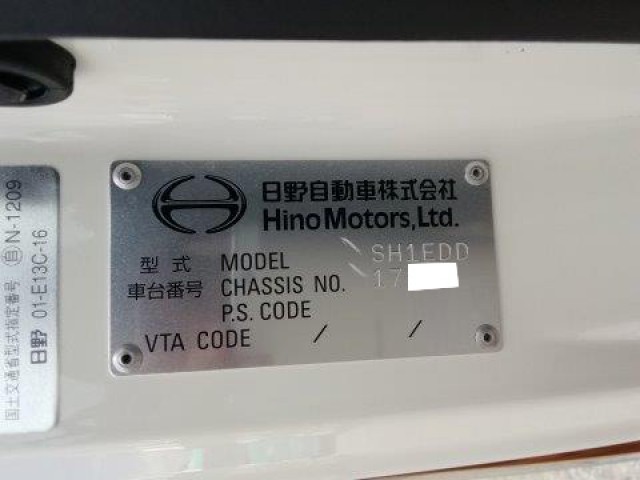 日野自動車株式会社
Hino Motors, Ltd.
型式 MODEL SH1EDD
車台番号 CHASSIS NO. 17
P.S. CODE
VTA CODE / /
国土交通省型式指定番号 自 N-1209
日野 01-E13C-16